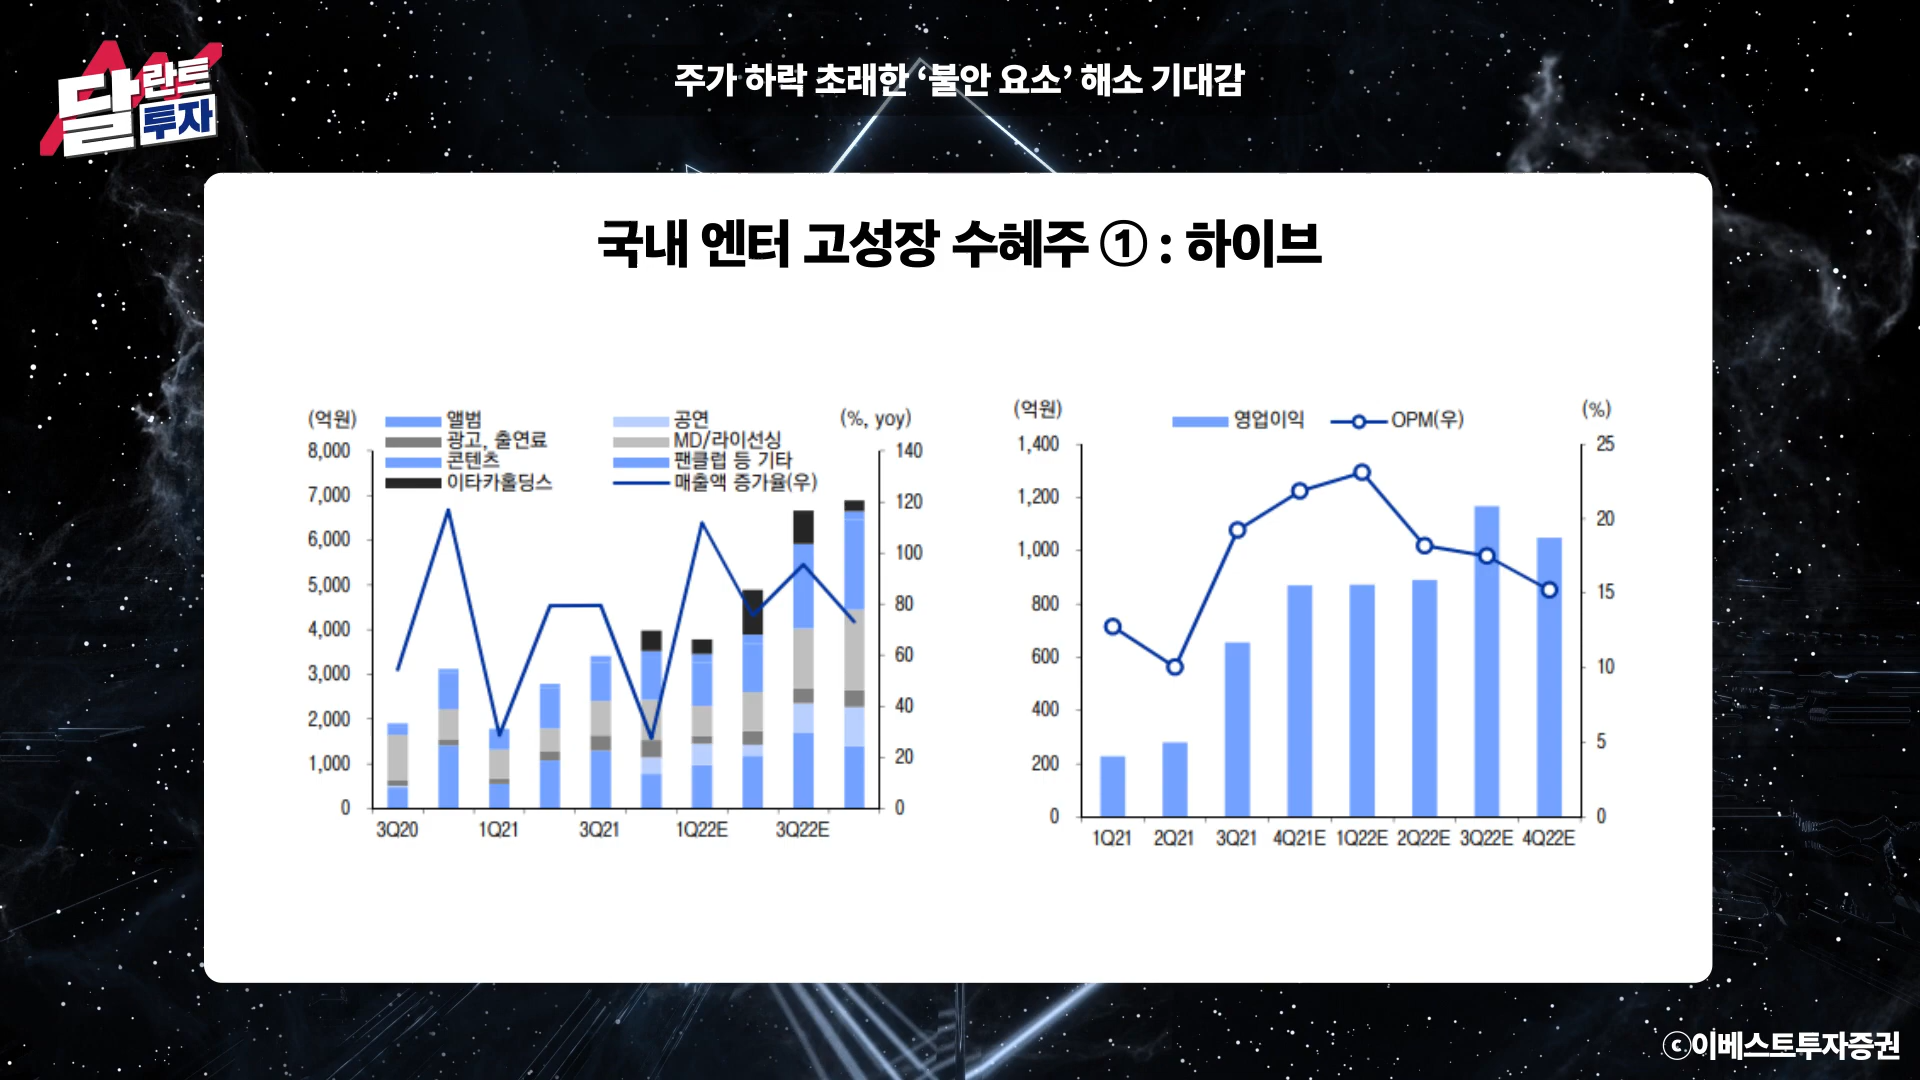 달란트
투자
주가 하락 초래한 ‘불안 요소’ 해소 기대감
국내 엔터 고성장 수혜주 ① : 하이브
(억원)
앨범
공연
(%, yoy)
광고, 출연료
MD/라이선싱
콘텐츠
팬클럽 등 기타
이타카홀딩스
매출액 증가율(우)
8,000
7,000
6,000
5,000
4,000
3,000
2,000
1,000
0
140
120
100
80
60
40
20
0
3Q20 1Q21 3Q21 1Q22E 3Q22E
(억원)
영업이익
OPM(우)
(%)
1,400
1,200
1,000
800
600
400
200
0
25
20
15
10
5
0
1Q21 2Q21 3Q21 4Q21E 1Q22E 2Q22E 3Q22E 4Q22E
ⓒ이베스트투자증권